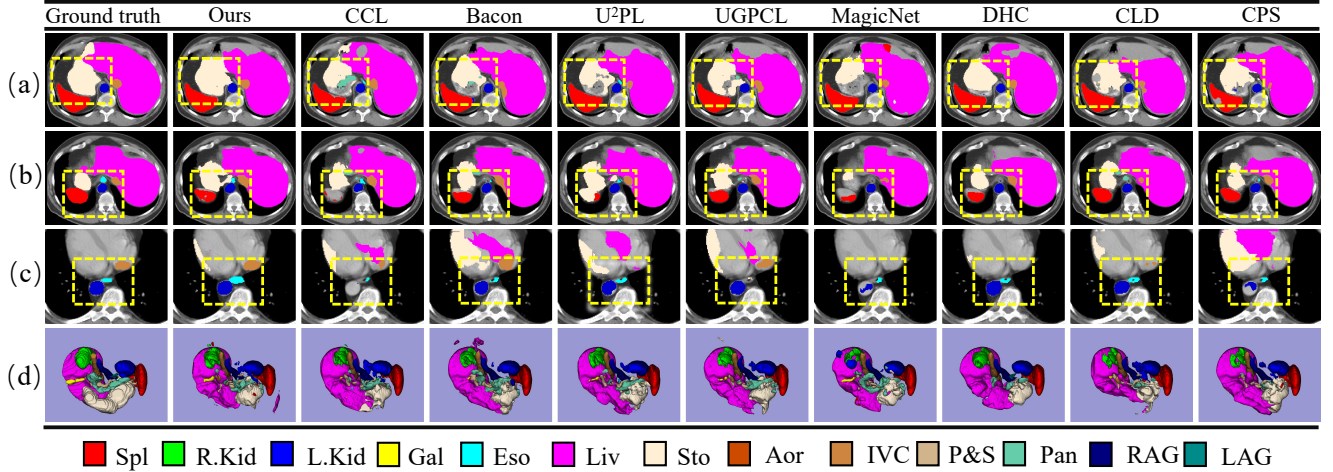 Ground truth Ours CCL Bacon U²PL UGPCL MagicNet DHC CLD CPS
(a)
(b)
(c)
(d)
Spl R.Kid L.Kid Gal Eso Liv Sto Aor IVC P&S Pan RAG LAG